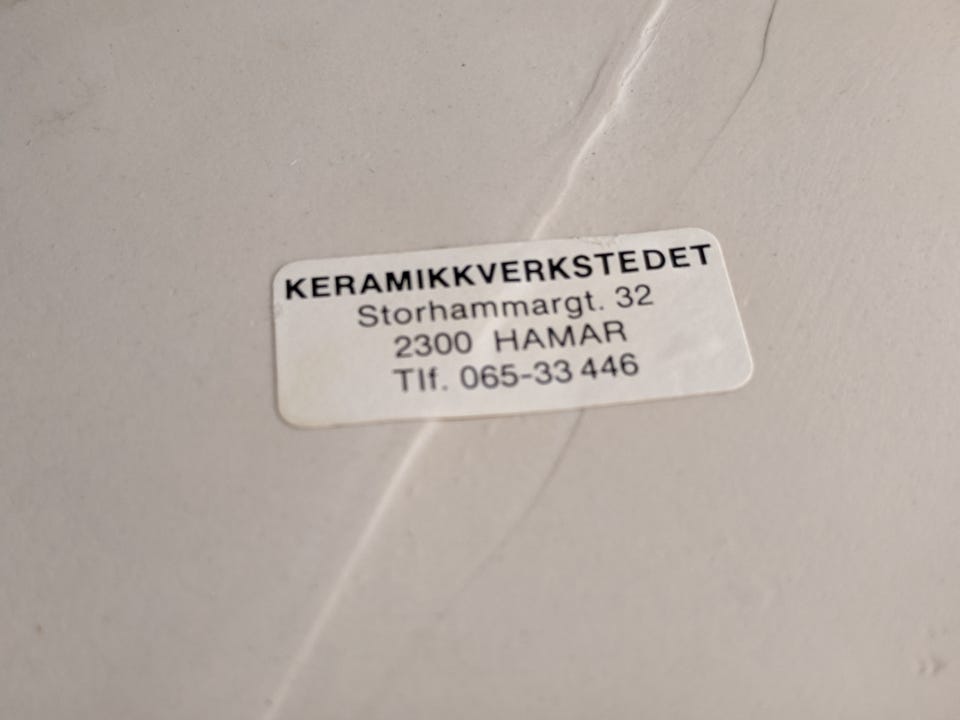 KERAMIKKVERKSTEDET
Storhammargt. 32
2300 HAMAR
Tlf. 065-33 446